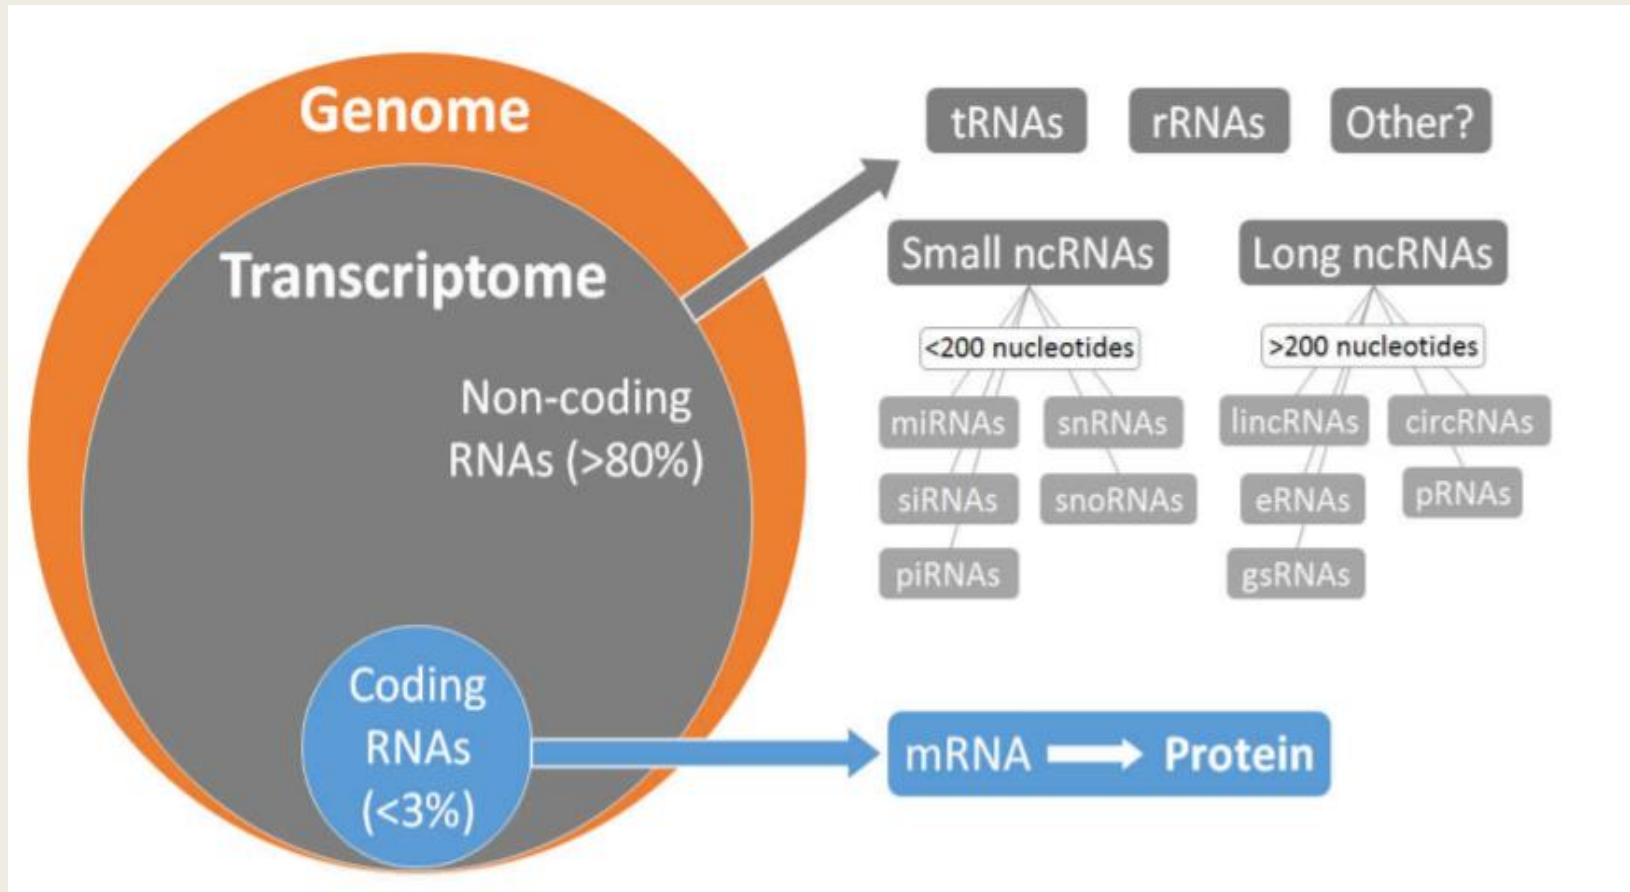 Genome
Transcriptome
Non-coding
RNAs (>80%)
Coding
RNAs
(<3%)
tRNAs
rRNAs
Other?
Small ncRNAs
Long ncRNAs
<200 nucleotides
>200 nucleotides
miRNAs
snRNAs
lincRNAs
circRNAs
siRNAs
snoRNAs
eRNAs
pRNAs
piRNAs
gsRNAs
mRNA
Protein